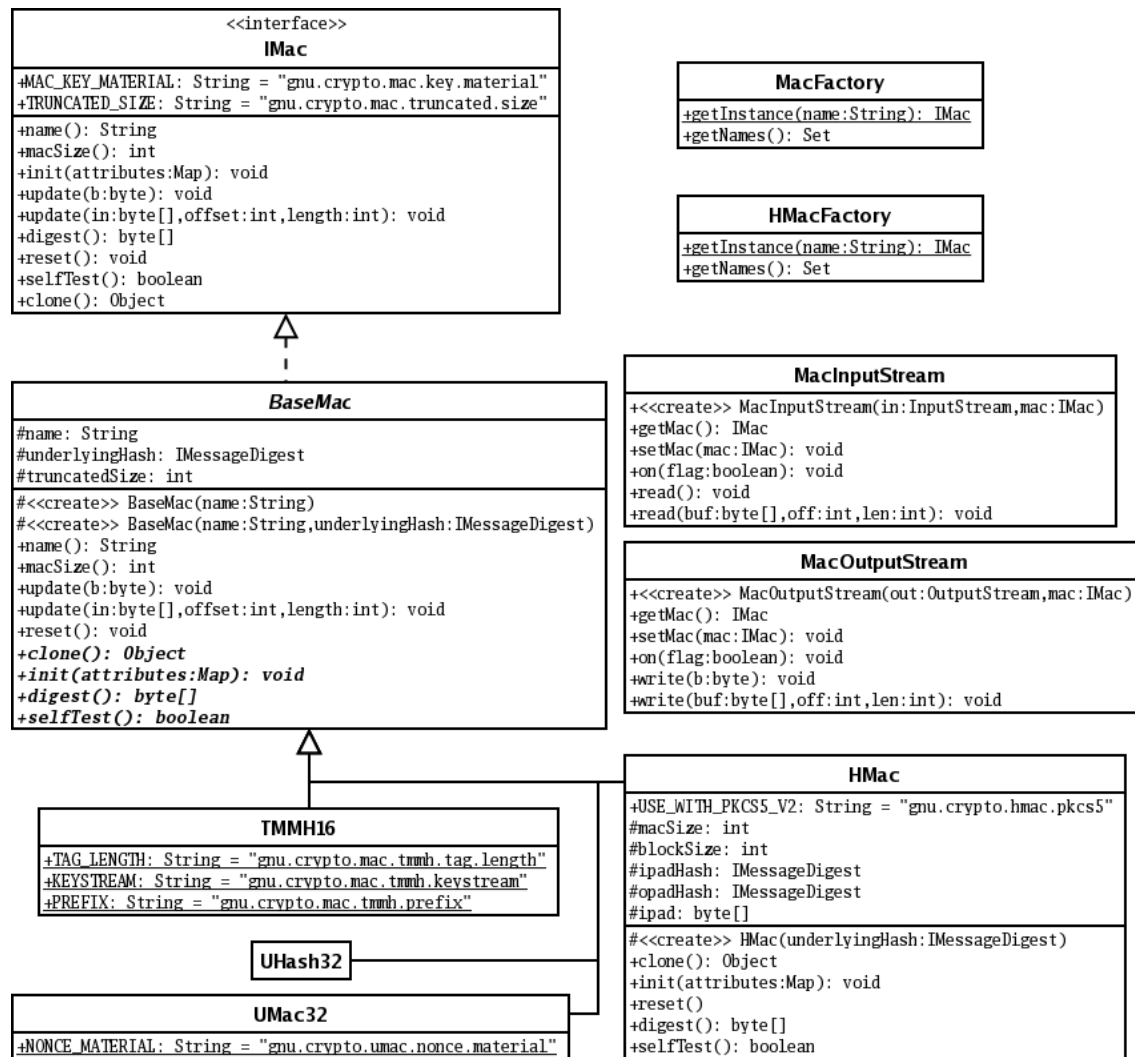 <<interface>>
IMac
+MAC_KEY_MATERIAL: String = "gnu.crypto.mac.key.material"
+TRUNCATED_SIZE: String = "gnu.crypto.mac.truncated.size"
+name(): String
+macSize(): int
+init(attributes:Map): void
+update(b:byte): void
+update(in:byte[],offset:int,length:int): void
+digest(): byte[]
+reset(): void
+selfTest(): boolean
+clone(): Object
MacFactory
+getInstance(name:String): IMac
+getNames(): Set
HMacFactory
+getInstance(name:String): IMac
+getNames(): Set
BaseMac
#name: String
#underlyingHash: IMessageDigest
#truncatedSize: int
#<<create>> BaseMac(name:String)
#<<create>> BaseMac(name:String,underlyingHash:IMessageDigest)
+name(): String
+macSize(): int
+update(b:byte): void
+update(in:byte[],offset:int,length:int): void
+reset(): void
+clone(): Object
+init(attributes:Map): void
+digest(): byte[]
+selfTest(): boolean
MacInputStream
+<<create>> MacInputStream(in:InputStream,mac:IMac)
+getMac(): IMac
+setMac(mac:IMac): void
+on(flag:boolean): void
+read(): void
+read(buf:byte[],off:int,len:int): void
MacOutputStream
+<<create>> MacOutputStream(out:OutputStream,mac:IMac)
+getMac(): IMac
+setMac(mac:IMac): void
+on(flag:boolean): void
+write(b:byte): void
+write(buf:byte[],off:int,len:int): void
TMMH16
+TAG_LENGTH: String = "gnu.crypto.mac.tmmh.tag.length"
+KEYSTREAM: String = "gnu.crypto.mac.tmmh.keystream"
+PREFIX: String = "gnu.crypto.mac.tmmh.prefix"
UHash32
UMac32
+NONCE_MATERIAL: String = "gnu.crypto.umac.nonce.material"
HMac
+USE_WITH_PKCS5_V2: String = "gnu.crypto.hmac.pkcs5"
#macSize: int
#blockSize: int
#ipadHash: IMessageDigest
#opadHash: IMessageDigest
#ipad: byte[]
#<<create>> HMac(underlyingHash:IMessageDigest)
+clone(): Object
+init(attributes:Map): void
+reset()
+digest(): byte[]
+selfTest(): boolean